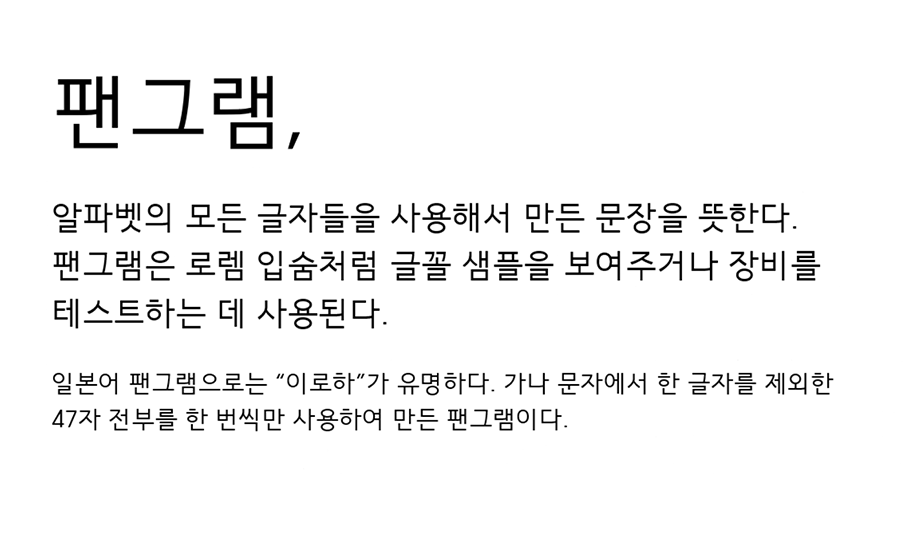 팬그램,
알파벳의 모든 글자들을 사용해서 만든 문장을 뜻한다.
팬그램은 로렘 입숨처럼 글꼴 샘플을 보여주거나 장비를
테스트하는 데 사용된다.
일본어 팬그램으로는 “이로하”가 유명하다. 가나 문자에서 한 글자를 제외한
47자 전부를 한 번씩만 사용하여 만든 팬그램이다.